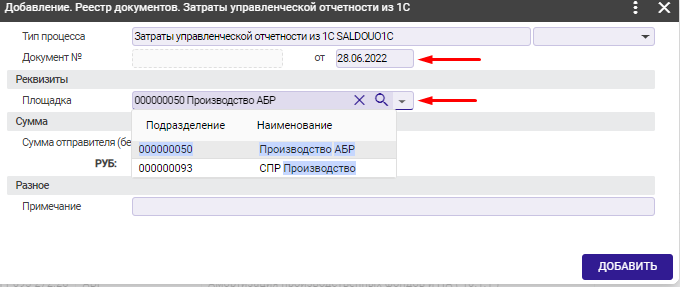 Добавление. Реестр документов. Затраты управленческой отчетности из 1С
Тип процесса Затраты управленческой отчетности из 1С SALDOUO1C
Документ № от 28.06.2022
Реквизиты
Площадка 000000050 Производство АБР
Подразделение Наименование
000000050 Производство АБР
000000093 СПР Производство
Сумма
Сумма отправителя (бе
РУБ:
Разное
Примечание
ДОБАВИТЬ